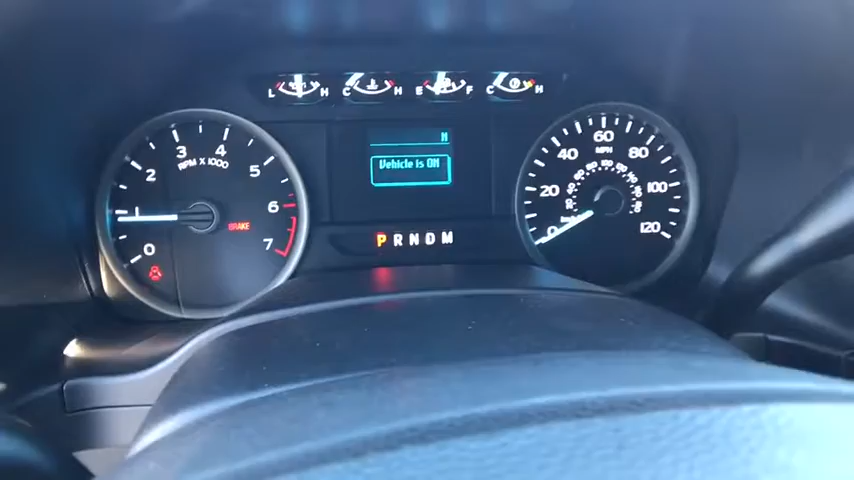 L H C H E F C H
3 4
RPM X 1000
2 5
1 6
0 7
BRAKE
N
Vehicle is ON
P R N D M
60
MPH
40 80
20 100
0 120
km/h